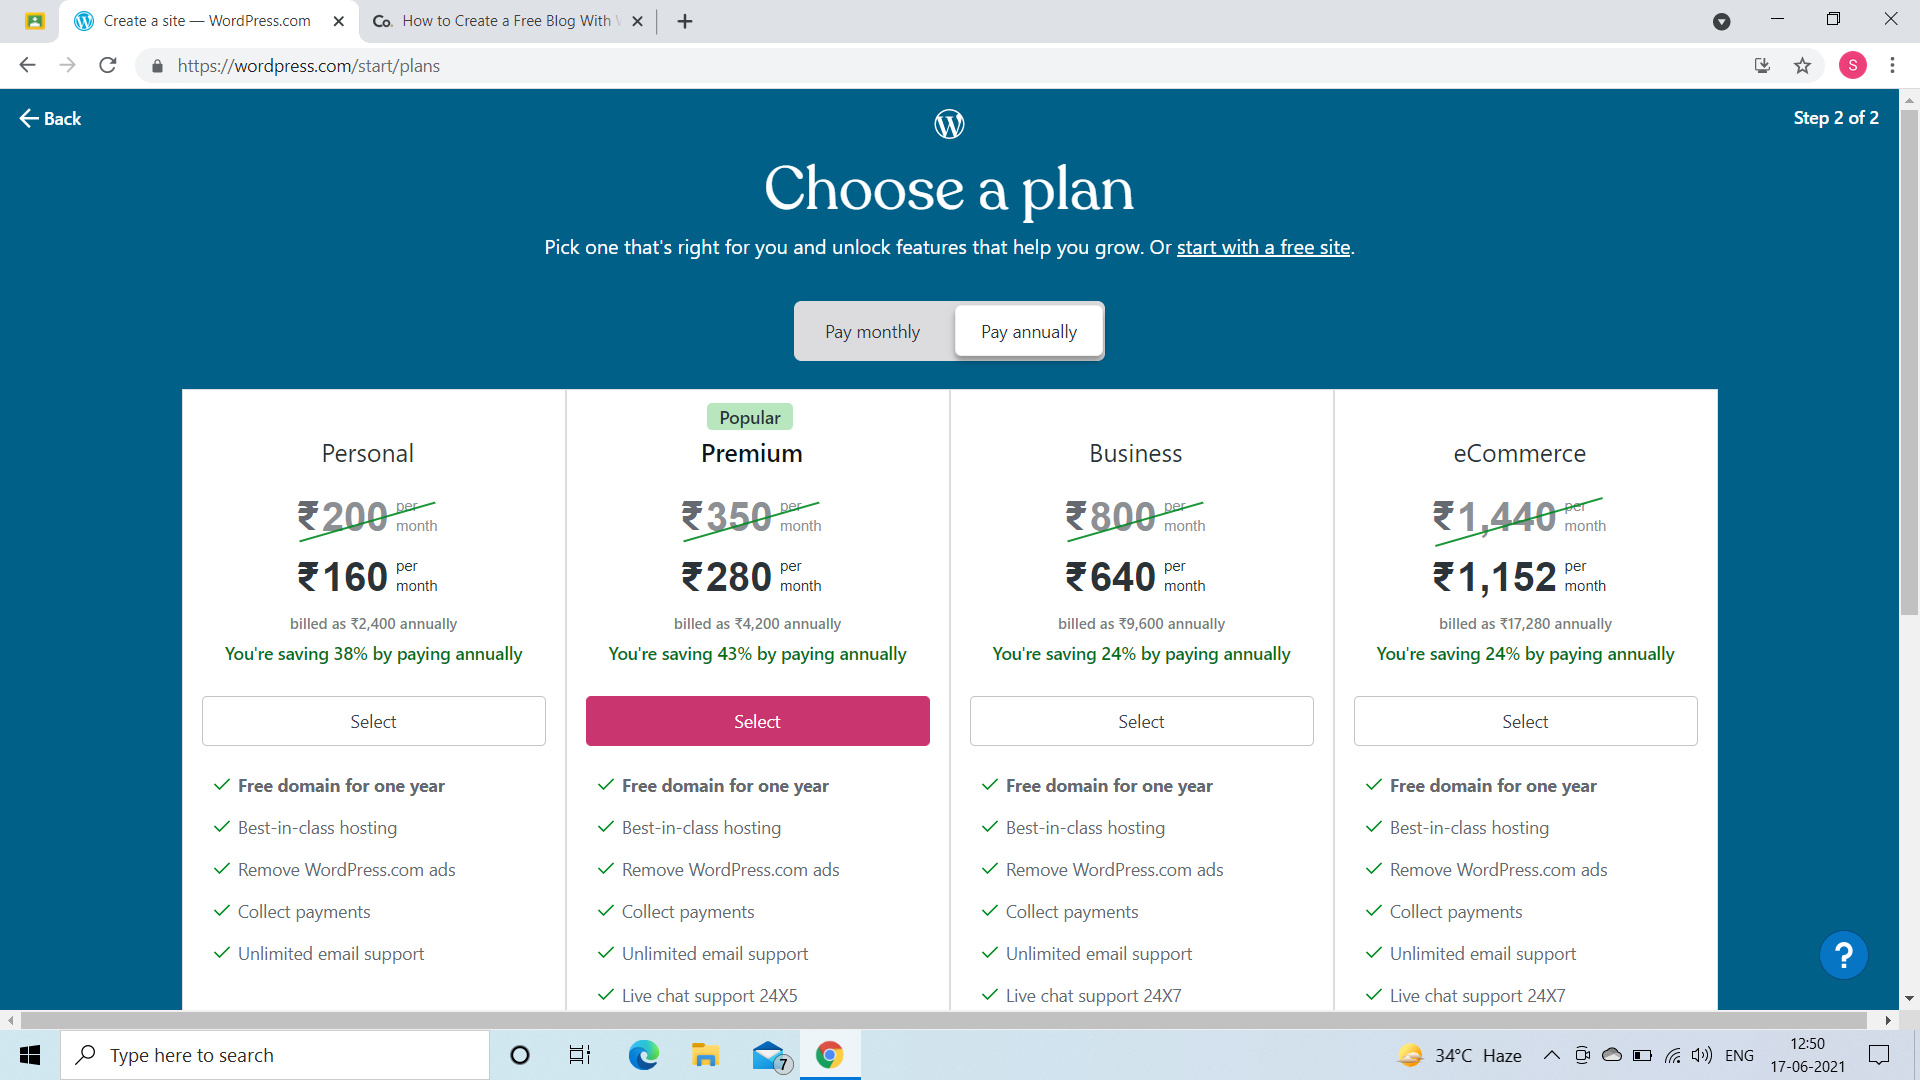 Create a site — WordPress.com
Co. How to Create a Free Blog With
https://wordpress.com/start/plans
S
Back
Step 2 of 2
Choose a plan
Pick one that's right for you and unlock features that help you grow. Or start with a free site.
Pay monthly
Pay annually
Personal
₹200 per month
₹160 per month
billed as ₹2,400 annually
You're saving 38% by paying annually
Select
Free domain for one year
Best-in-class hosting
Remove WordPress.com ads
Collect payments
Unlimited email support
Popular
Premium
₹350 per month
₹280 per month
billed as ₹4,200 annually
You're saving 43% by paying annually
Select
Free domain for one year
Best-in-class hosting
Remove WordPress.com ads
Collect payments
Unlimited email support
Live chat support 24X5
Business
₹800 per month
₹640 per month
billed as ₹9,600 annually
You're saving 24% by paying annually
Select
Free domain for one year
Best-in-class hosting
Remove WordPress.com ads
Collect payments
Unlimited email support
Live chat support 24X7
eCommerce
₹1,440 per month
₹1,152 per month
billed as ₹17,280 annually
You're saving 24% by paying annually
Select
Free domain for one year
Best-in-class hosting
Remove WordPress.com ads
Collect payments
Unlimited email support
Live chat support 24X7
?
Type here to search
7
34°C Haze
ENG
12:50
17-06-2021